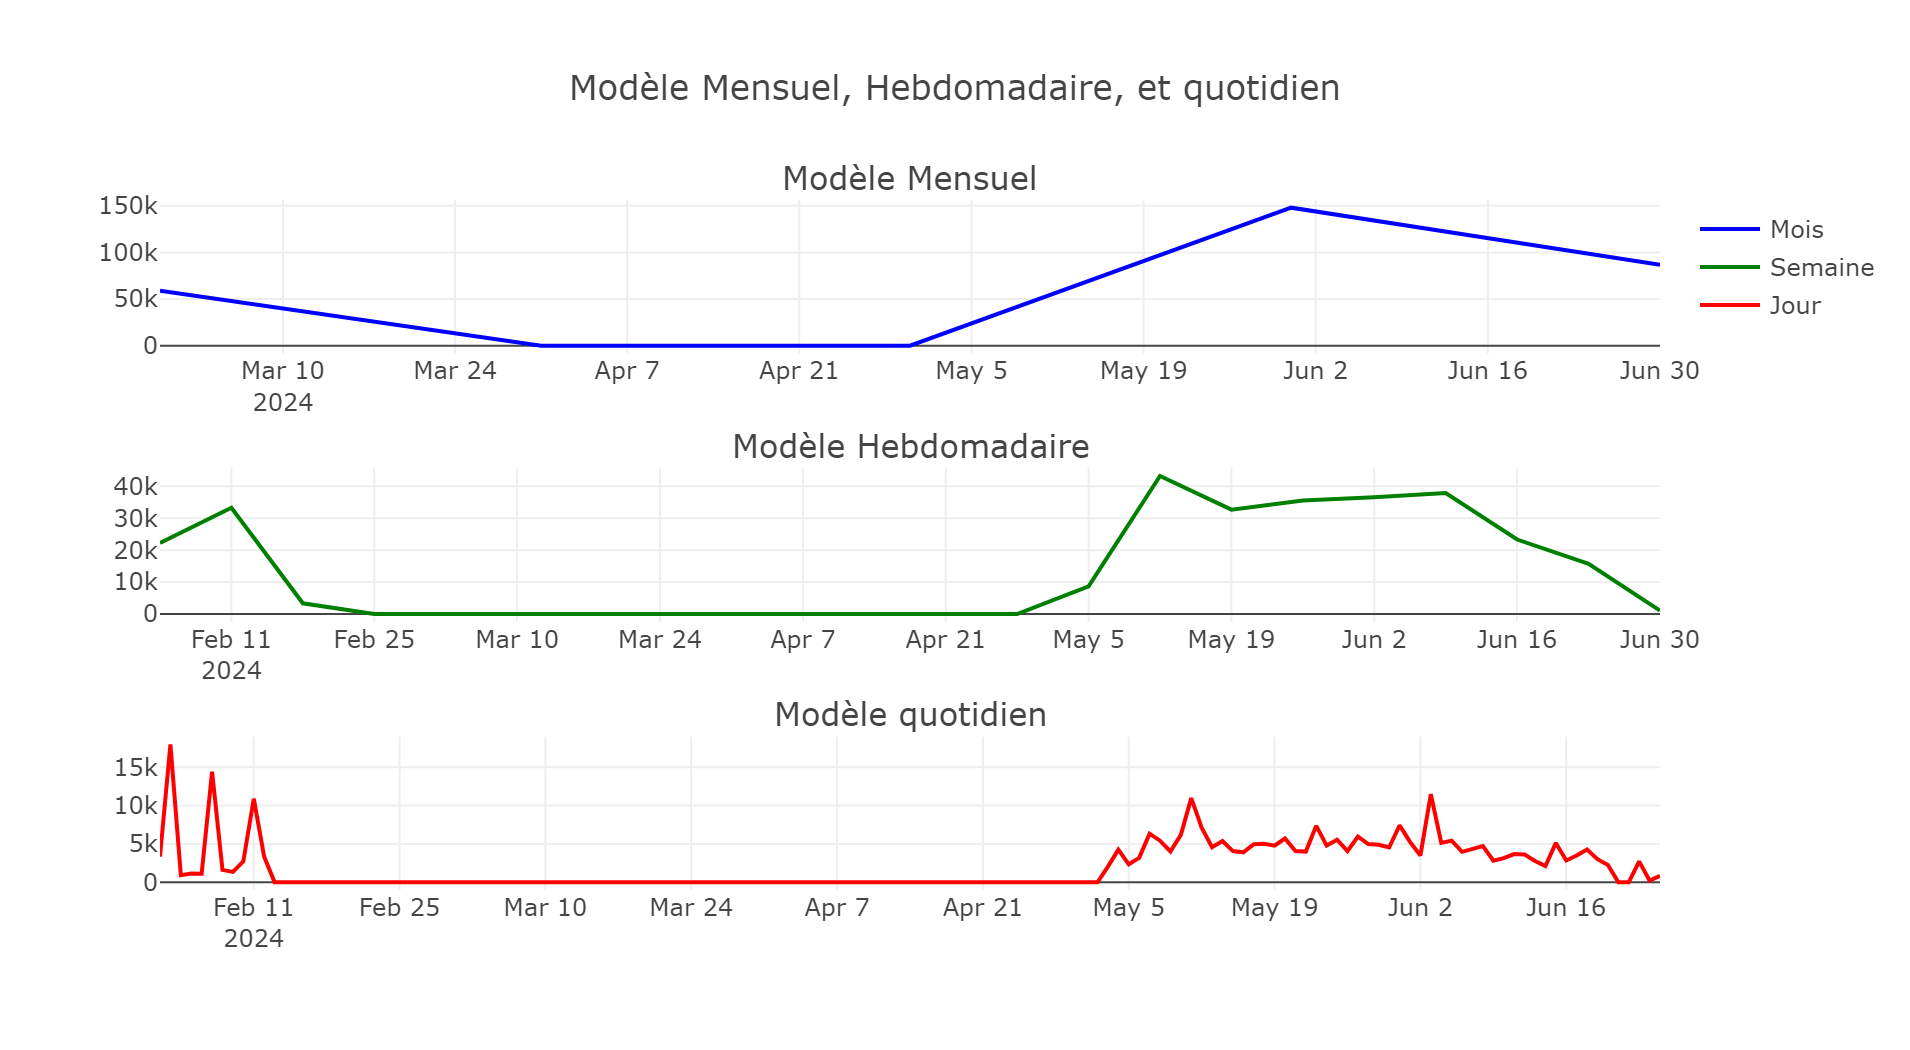 Modèle Mensuel, Hebdomadaire, et quotidien
Modèle Mensuel
150k
100k
50k
0
Mar 10
2024
Mar 24
Apr 7
Apr 21
May 5
May 19
Jun 2
Jun 16
Jun 30
Mois
Semaine
Jour
Modèle Hebdomadaire
40k
30k
20k
10k
0
Feb 11
2024
Feb 25
Mar 10
Mar 24
Apr 7
Apr 21
May 5
May 19
Jun 2
Jun 16
Jun 30
Modèle quotidien
15k
10k
5k
0
Feb 11
2024
Feb 25
Mar 10
Mar 24
Apr 7
Apr 21
May 5
May 19
Jun 2
Jun 16